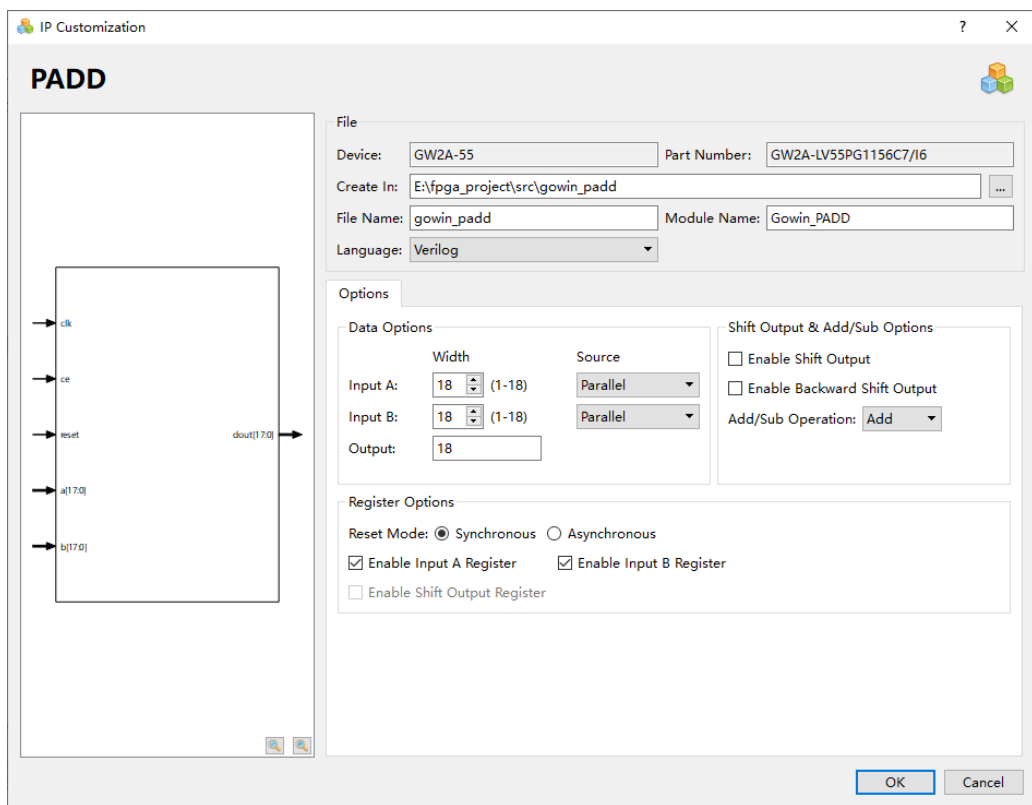 IP Customization
PADD
clk
ce
reset
dout[17:0]
a[17:0]
b[17:0]
File
Device: GW2A-55 Part Number: GW2A-LV55PG1156C7/I6
Create In: E:\fpga_project\src\gowin_padd ...
File Name: gowin_padd Module Name: Gowin_PADD
Language: Verilog
Options
Data Options
Width Source
Input A: 18 (1-18) Parallel
Input B: 18 (1-18) Parallel
Output: 18
Shift Output & Add/Sub Options
Enable Shift Output
Enable Backward Shift Output
Add/Sub Operation: Add
Register Options
Reset Mode: Synchronous Asynchronous
Enable Input A Register Enable Input B Register
Enable Shift Output Register
OK Cancel